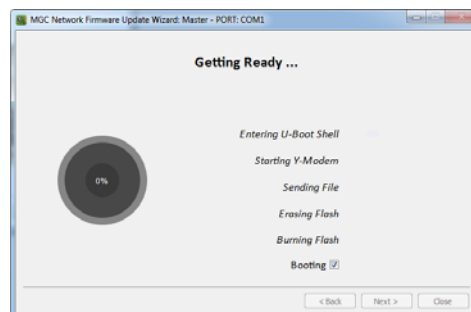 MGC Network Firmware Update Wizard: Master - PORT: COM1
Getting Ready ...
Entering U-Boot Shell
Starting Y-Modem
0%
Sending File
Erasing Flash
Burning Flash
Booting
< Back Next > Close